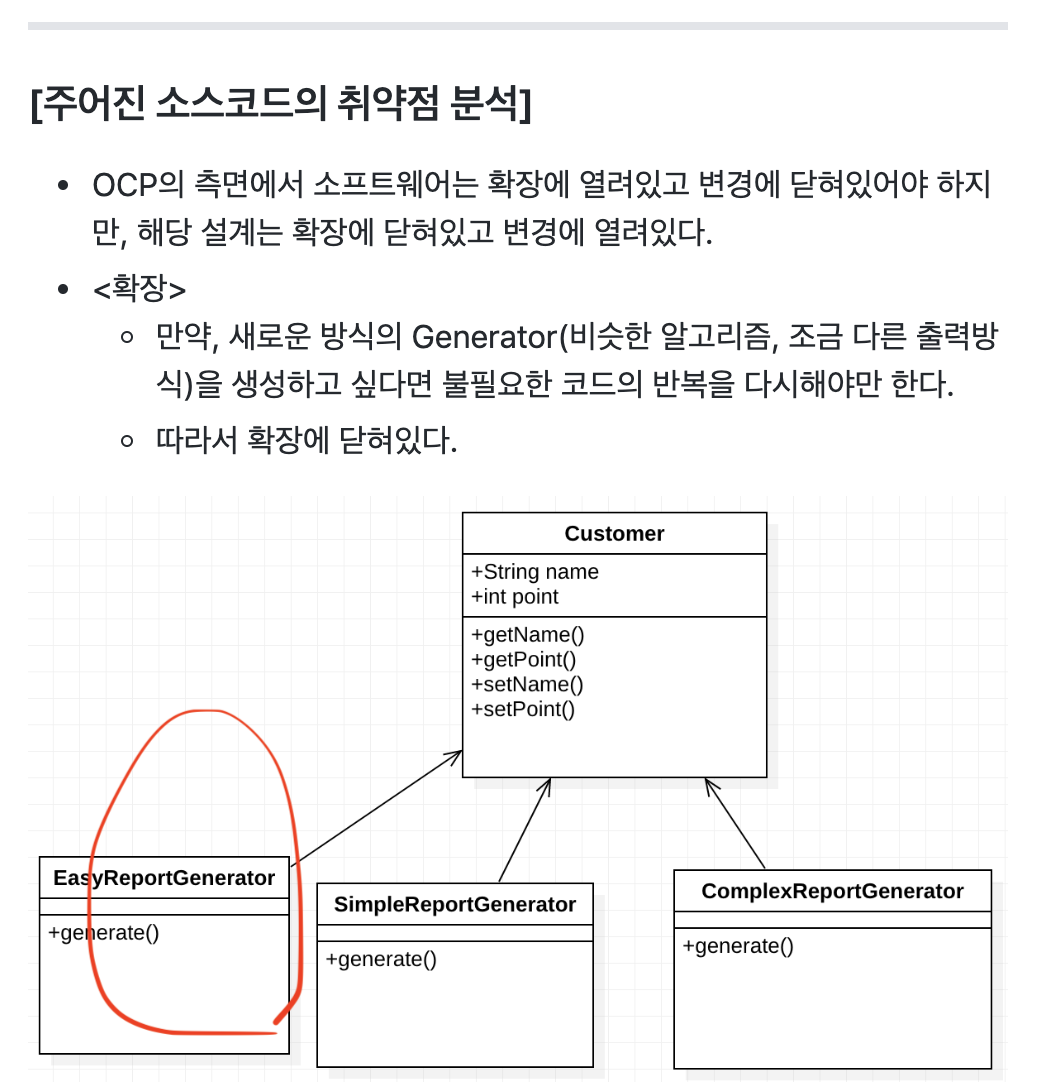 [주어진 소스코드의 취약점 분석]
OCP의 측면에서 소프트웨어는 확장에 열려있고 변경에 닫혀있어야 하지
만, 해당 설계는 확장에 닫혀있고 변경에 열려있다.
<확장>
만약, 새로운 방식의 Generator(비슷한 알고리즘, 조금 다른 출력방
식)을 생성하고 싶다면 불필요한 코드의 반복을 다시해야만 한다.
따라서 확장에 닫혀있다.
Customer
+String name
+int point
+getName()
+getPoint()
+setName()
+setPoint()
EasyReportGenerator
+generate()
SimpleReportGenerator
+generate()
ComplexReportGenerator
+generate()